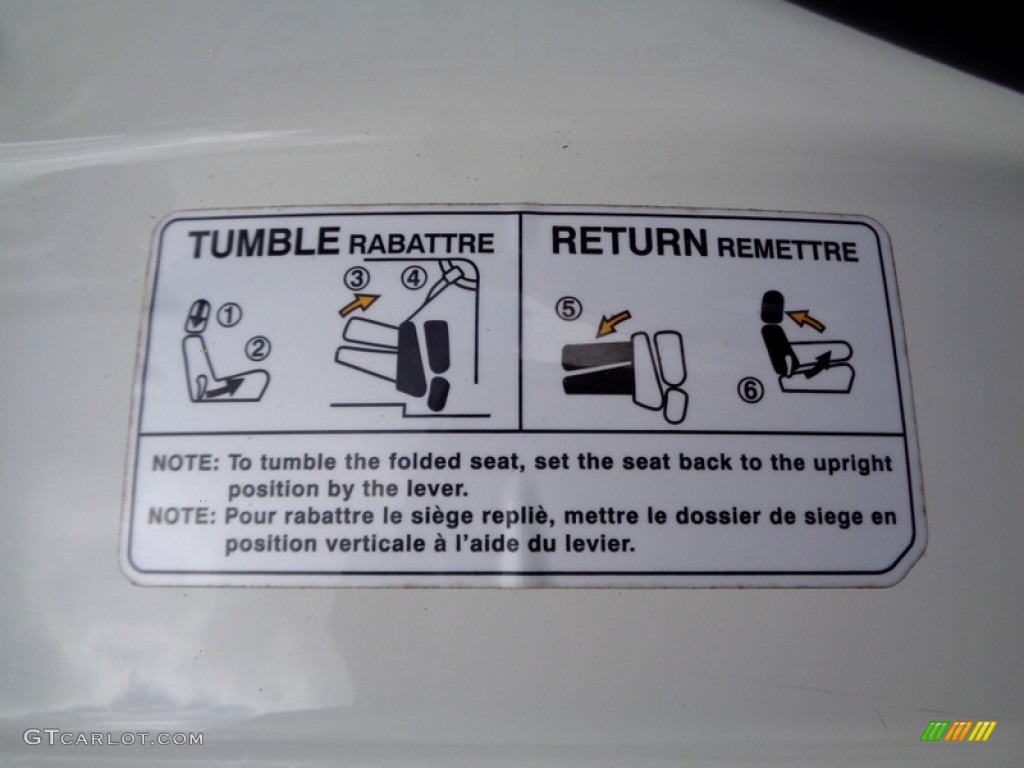 TUMBLE RABATTRE
RETURN REMETTRE
① ② ③ ④
⑤ ⑥
NOTE: To tumble the folded seat, set the seat back to the upright
position by the lever.
NOTE: Pour rabattre le siège repliè, mettre le dossier de siege en
position verticale à l'aide du levier.
GTCARLOT.COM